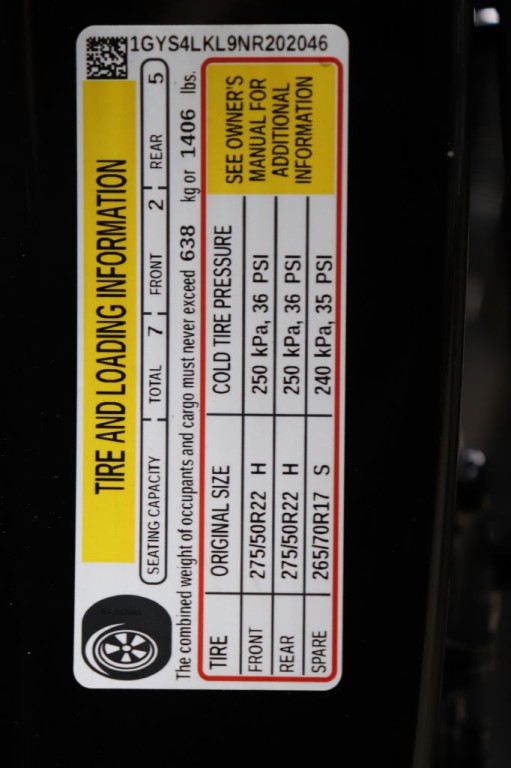 1GYS4LKL9NR202046
TIRE AND LOADING INFORMATION
SEATING CAPACITY TOTAL 7 FRONT 2 REAR 5
The combined weight of occupants and cargo must never exceed 638 kg or 1406 lbs.
TIRE ORIGINAL SIZE COLD TIRE PRESSURE
FRONT 275/50R22 H 250 kPa, 36 PSI
REAR 275/50R22 H 250 kPa, 36 PSI
SPARE 265/70R17 S 240 kPa, 35 PSI
SEE OWNER'S
MANUAL FOR
ADDITIONAL
INFORMATION